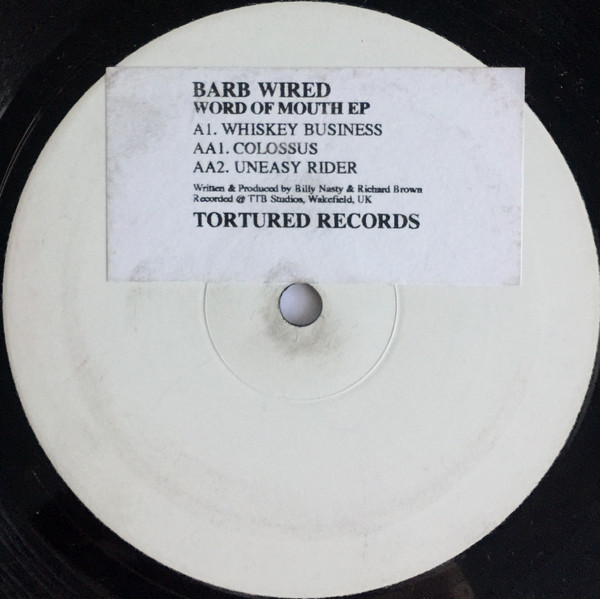 BARB WIRED
WORD OF MOUTH EP
A1. WHISKEY BUSINESS
AA1. COLOSSUS
AA2. UNEASY RIDER
Written & Produced by Billy Nasty & Richard Brown
Recorded @ TTB Studios, Wakefield, UK
TORTURED RECORDS